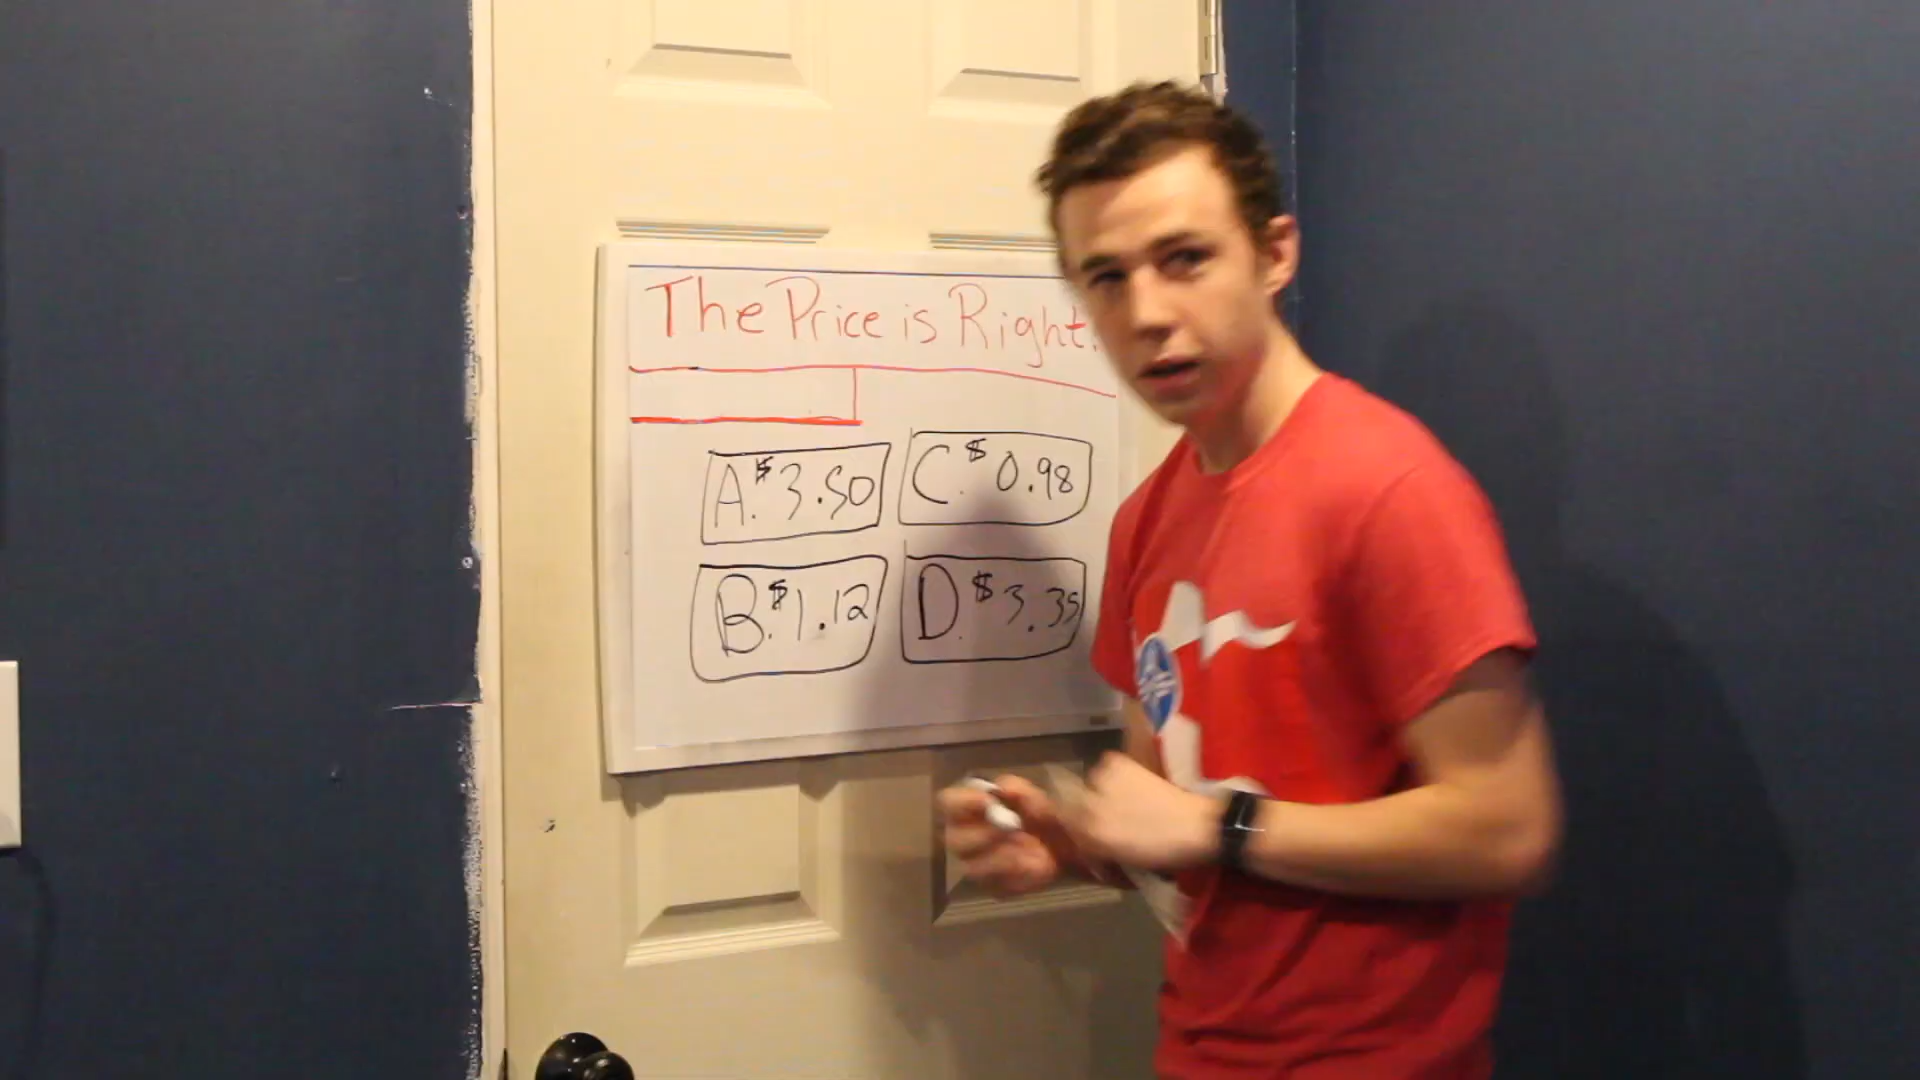 The Price is Right!
A. $3.50
C. $0.98
B. $1.12
D. $3.35